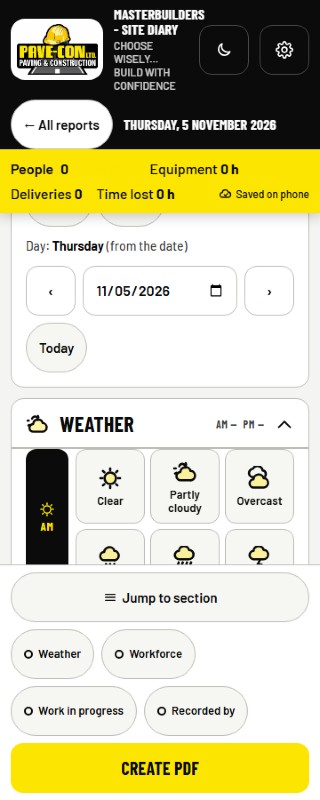 PAVE-CON LTD.
PAVING & CONSTRUCTION
MASTERBUILDERS
- SITE DIARY
CHOOSE
WISELY...
BUILD WITH
CONFIDENCE
← All reports
THURSDAY, 5 NOVEMBER 2026
People 0
Equipment 0 h
Deliveries 0
Time lost 0 h
Saved on phone
Day: Thursday (from the date)
‹
11/05/2026
›
Today
WEATHER
AM – PM –
AM
Clear
Partly
cloudy
Overcast
Jump to section
Weather
Workforce
Work in progress
Recorded by
CREATE PDF